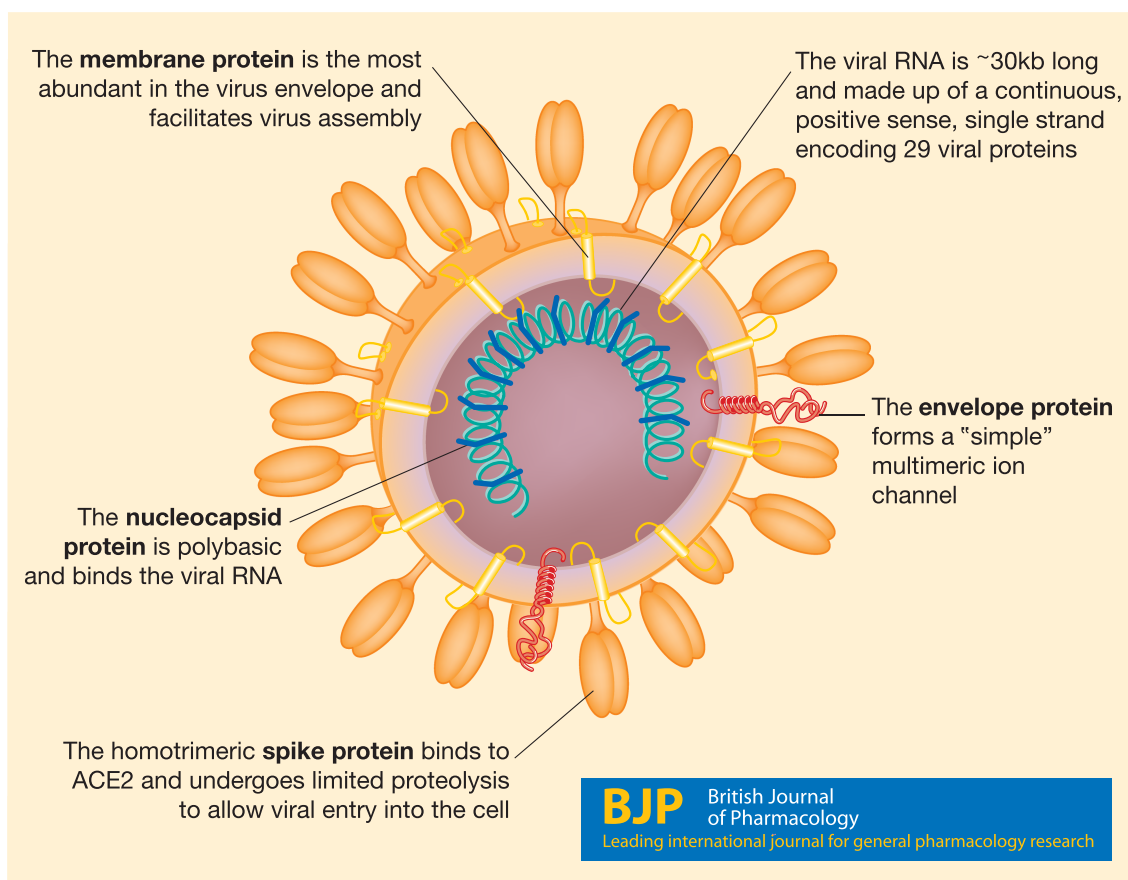 The membrane protein is the most
abundant in the virus envelope and
facilitates virus assembly
The viral RNA is ~30kb long
and made up of a continuous,
positive sense, single strand
encoding 29 viral proteins
The envelope protein
forms a “simple”
multimeric ion
channel
The nucleocapsid
protein is polybasic
and binds the viral RNA
The homotrimeric spike protein binds to
ACE2 and undergoes limited proteolysis
to allow viral entry into the cell
BJP
British Journal
of Pharmacology
Leading international journal for general pharmacology research